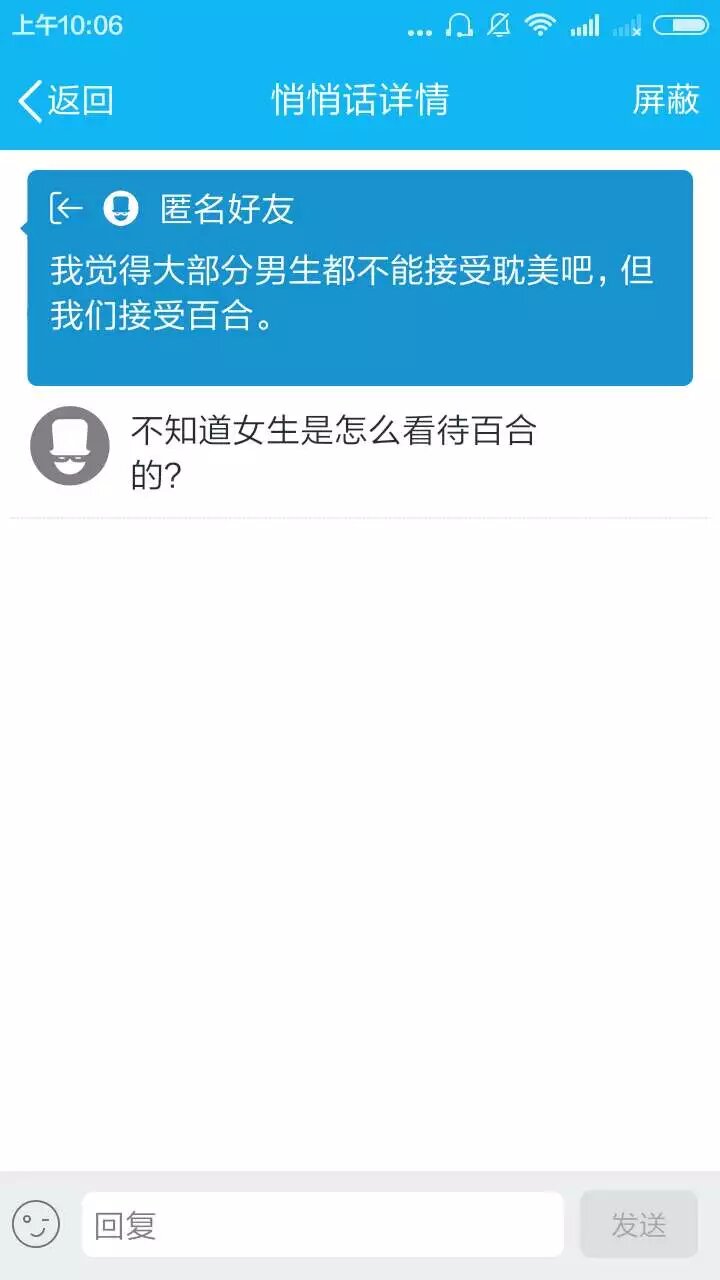 上午10:06
返回
悄悄话详情
屏蔽
匿名好友
我觉得大部分男生都不能接受耽美吧，但
我们接受百合。
不知道女生是怎么看待百合
的?
回复
发送